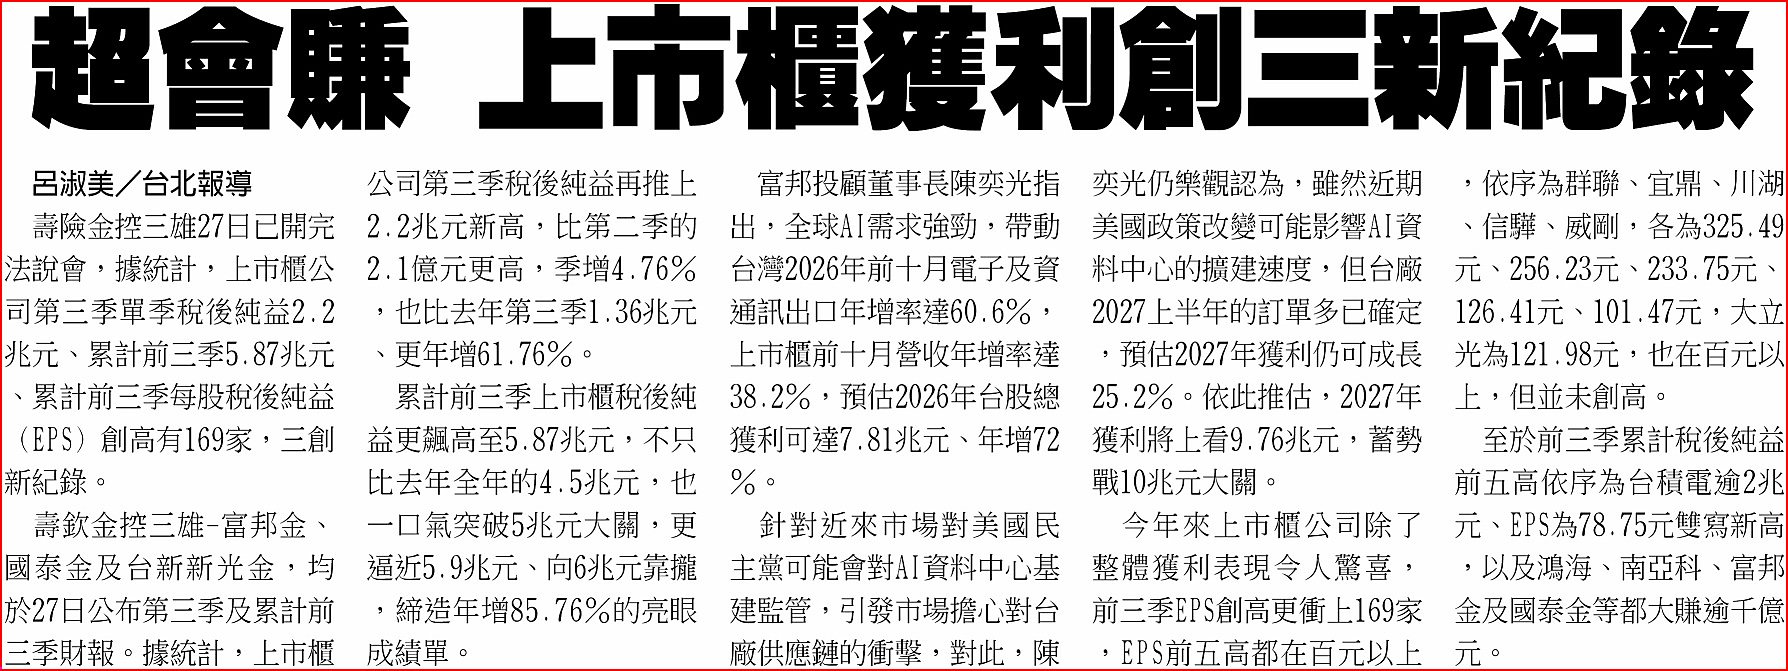 超會賺 上市櫃獲利創三新紀錄
呂淑美／台北報導
壽險金控三雄27日已開完
法說會，據統計，上市櫃公
司第三季單季稅後純益2.2
兆元、累計前三季5.87兆元
、累計前三季每股稅後純益
（EPS）創高有169家，三創
新紀錄。
壽欽金控三雄-富邦金、
國泰金及台新新光金，均
於27日公布第三季及累計前
三季財報。據統計，上市櫃
公司第三季稅後純益再推上
2.2兆元新高，比第二季的
2.1億元更高，季增4.76％
，也比去年第三季1.36兆元
、更年增61.76％。
累計前三季上市櫃稅後純
益更飆高至5.87兆元，不只
比去年全年的4.5兆元，也
一口氣突破5兆元大關，更
逼近5.9兆元、向6兆元靠攏
，締造年增85.76％的亮眼
成績單。
富邦投顧董事長陳奕光指
出，全球AI需求強勁，帶動
台灣2026年前十月電子及資
通訊出口年增率達60.6％，
上市櫃前十月營收年增率達
38.2％，預估2026年台股總
獲利可達7.81兆元、年增72
％。
針對近來市場對美國民
主黨可能會對AI資料中心基
建監管，引發市場擔心對台
廠供應鏈的衝擊，對此，陳
奕光仍樂觀認為，雖然近期
美國政策改變可能影響AI資
料中心的擴建速度，但台廠
2027上半年的訂單多已確定
，預估2027年獲利仍可成長
25.2％。依此推估，2027年
獲利將上看9.76兆元，蓄勢
戰10兆元大關。
今年來上市櫃公司除了
整體獲利表現令人驚喜，
前三季EPS創高更衝上169家
，EPS前五高都在百元以上
，依序為群聯、宜鼎、川湖
、信驊、威剛，各為325.49
元、256.23元、233.75元、
126.41元、101.47元，大立
光為121.98元，也在百元以
上，但並未創高。
至於前三季累計稅後純益
前五高依序為台積電逾2兆
元、EPS為78.75元雙寫新高
，以及鴻海、南亞科、富邦
金及國泰金等都大賺逾千億
元。